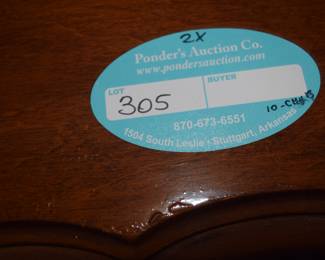 2X
Ponder's Auction Co.
www.pondersauction.com
LOT
BUYER
305
10-CHAIRS
870-673-6551
1504 South Leslie • Stuttgart, Arkansas